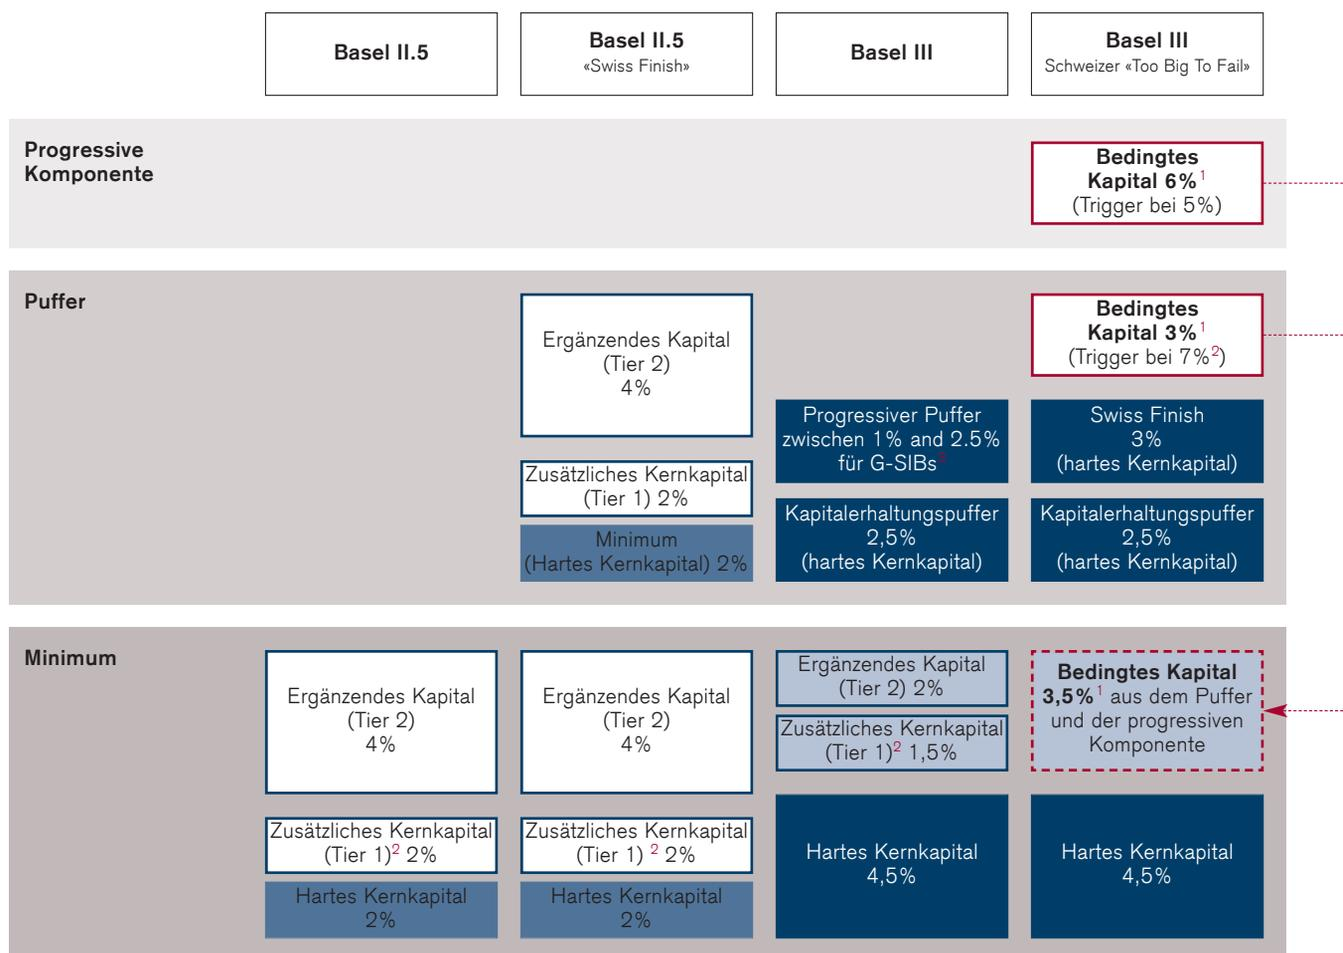 Basel II.5
Basel II.5
«Swiss Finish»
Basel III
Basel III
Schweizer «Too Big To Fail»
Progressive
Komponente
Bedingtes
Kapital 6%¹
(Trigger bei 5%)
Puffer
Ergänzendes Kapital
(Tier 2)
4%
Zusätzliches Kernkapital
(Tier 1) 2%
Minimum
(Hartes Kernkapital) 2%
Progressiver Puffer
zwischen 1% and 2.5%
für G-SIBs³
Kapitalerhaltungspuffer
2,5%
(hartes Kernkapital)
Bedingtes
Kapital 3%¹
(Trigger bei 7%²)
Swiss Finish
3%
(hartes Kernkapital)
Kapitalerhaltungspuffer
2,5%
(hartes Kernkapital)
Minimum
Ergänzendes Kapital
(Tier 2)
4%
Zusätzliches Kernkapital
(Tier 1)² 2%
Hartes Kernkapital
2%
Ergänzendes Kapital
(Tier 2)
4%
Zusätzliches Kernkapital
(Tier 1) ² 2%
Hartes Kernkapital
2%
Ergänzendes Kapital
(Tier 2) 2%
Zusätzliches Kernkapital
(Tier 1)² 1,5%
Hartes Kernkapital
4,5%
Bedingtes Kapital
3,5%¹ aus dem Puffer
und der progressiven
Komponente
Hartes Kernkapital
4,5%